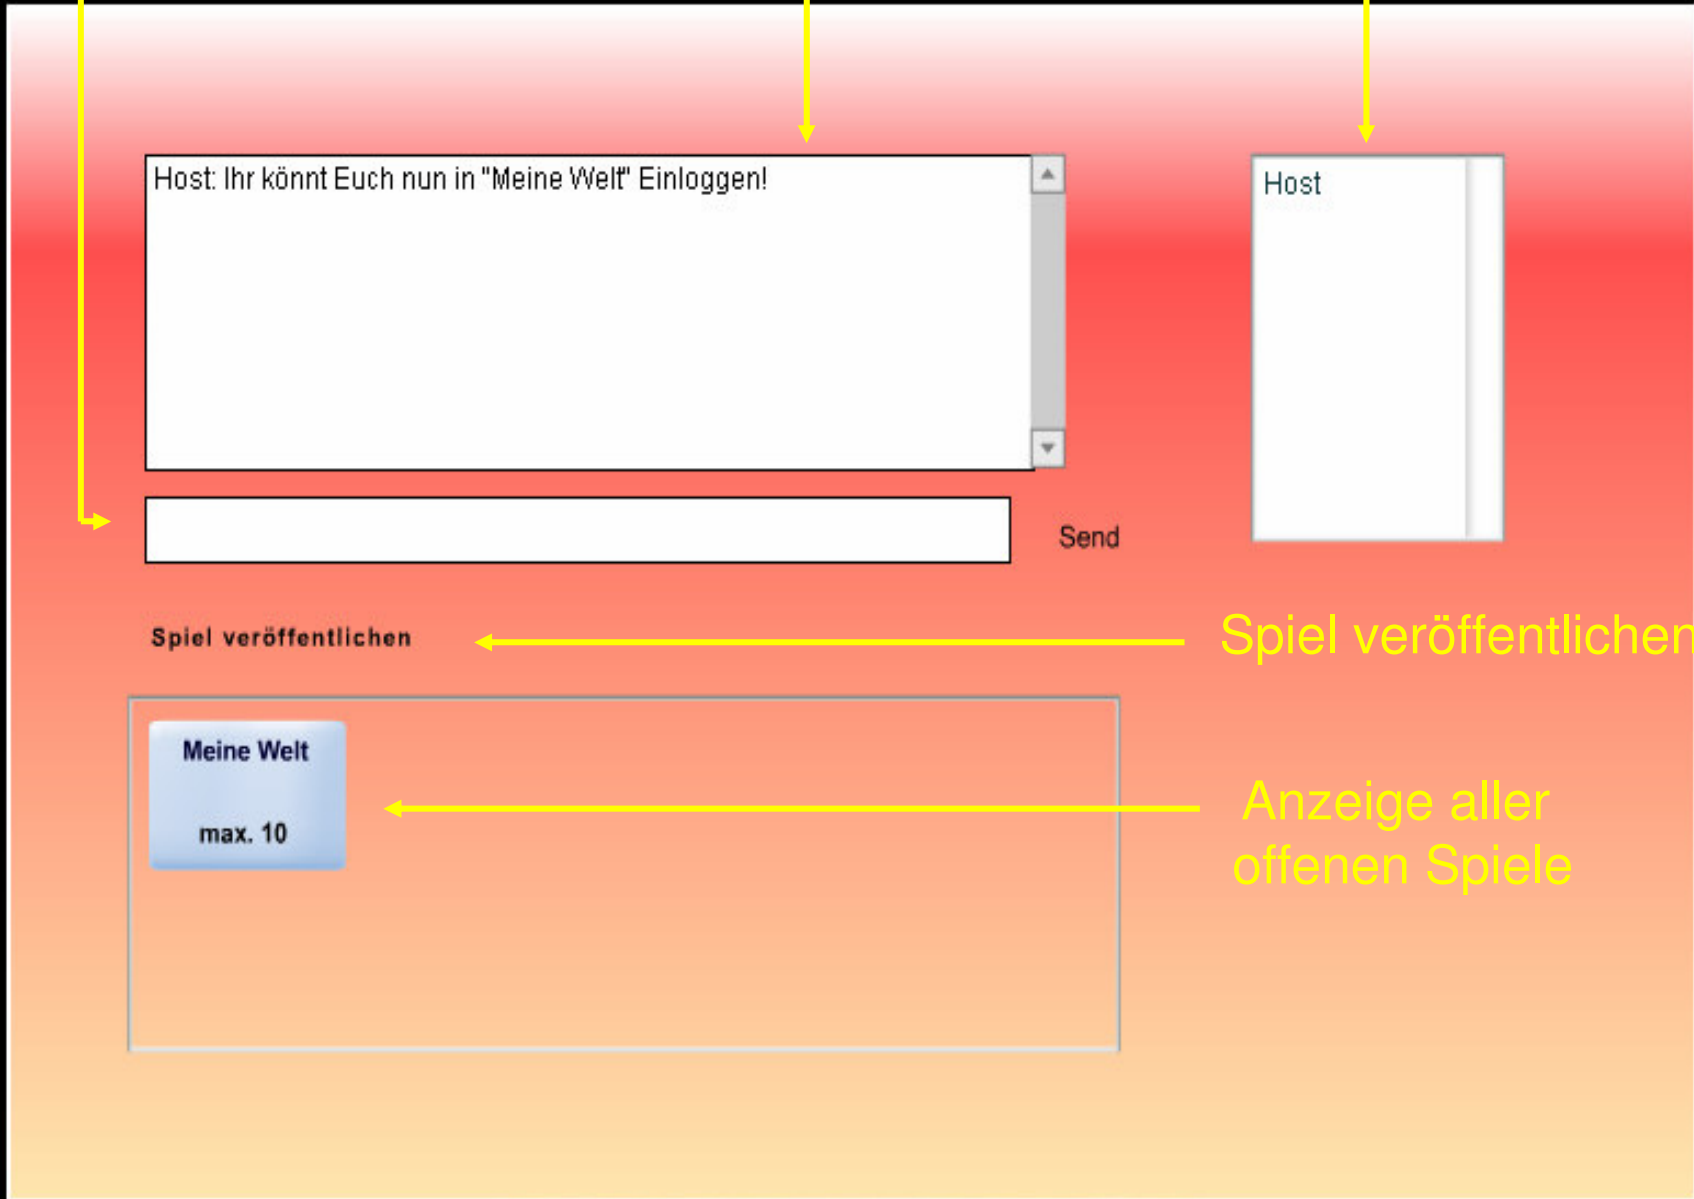 Host: Ihr könnt Euch nun in "Meine Welt" Einloggen!
Host
Send
Spiel veröffentlichen
Spiel veröffentlichen
Meine Welt
max. 10
Anzeige aller
offenen Spiele